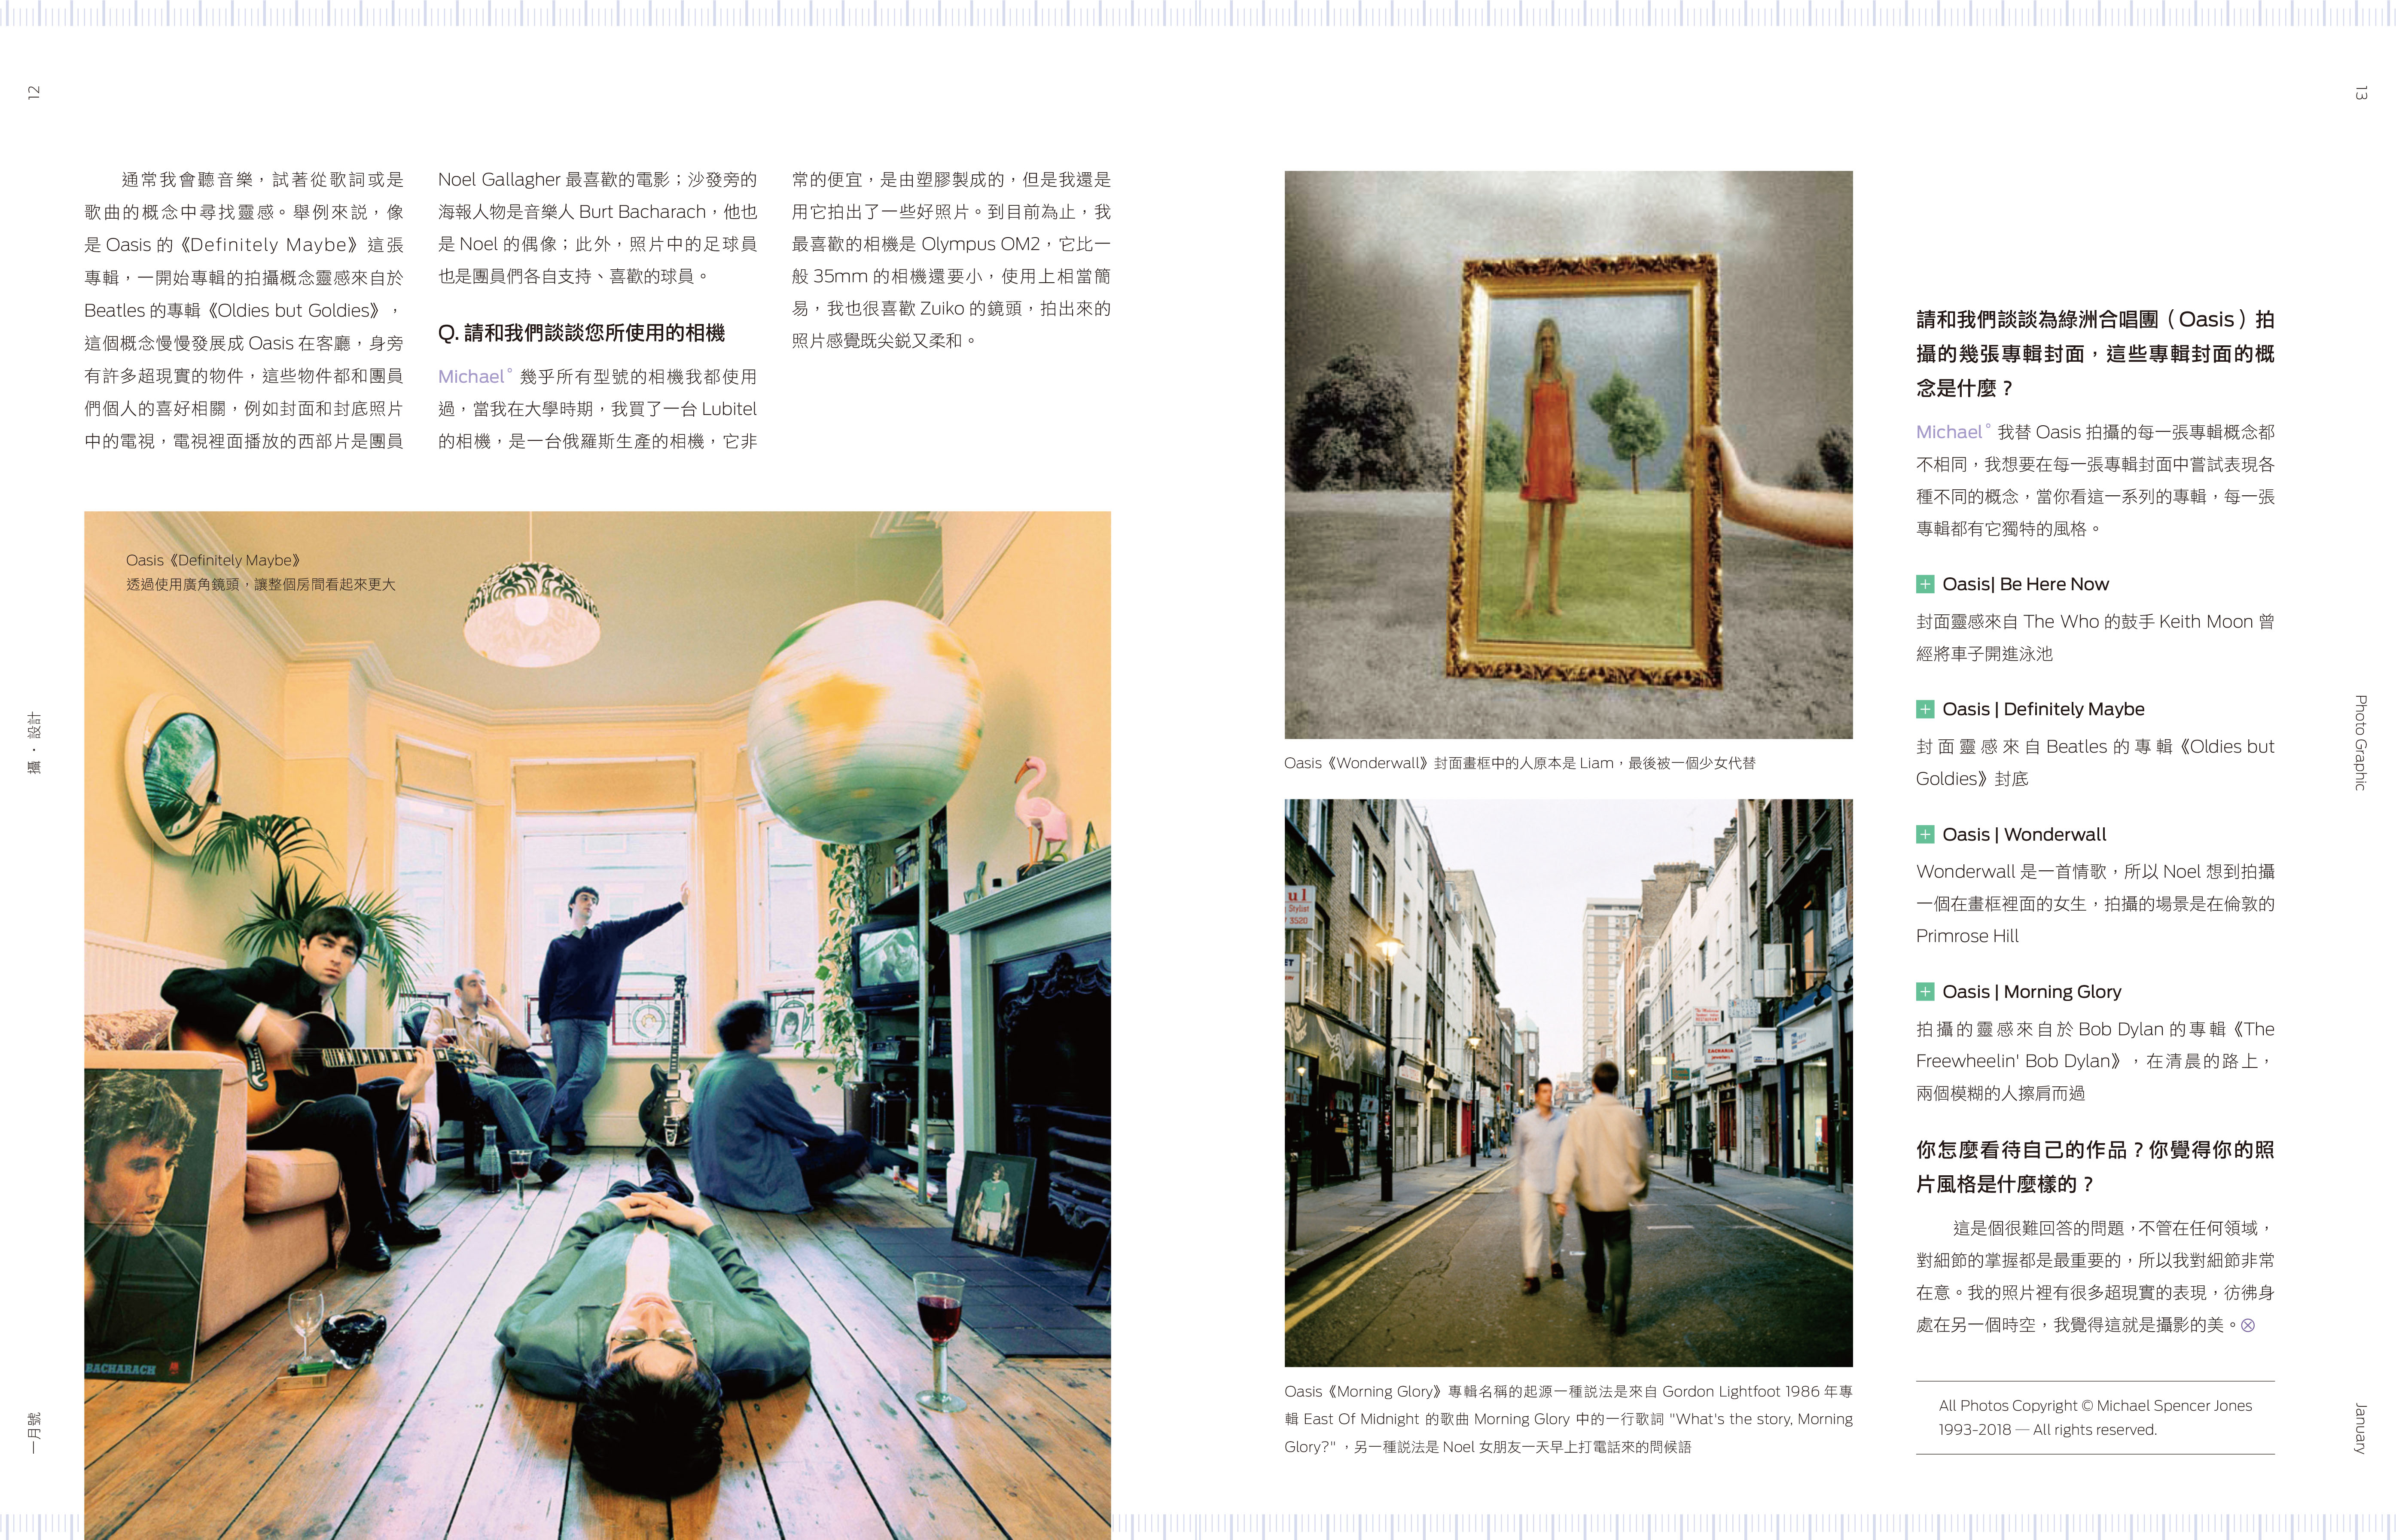 12
通常我會聽音樂，試著從歌詞或是
歌曲的概念中尋找靈感。舉例來説，像
是 Oasis 的《Definitely Maybe》這張
專輯，一開始專輯的拍攝概念靈感來自於
Beatles 的專輯《Oldies but Goldies》，
這個概念慢慢發展成 Oasis 在客廳，身旁
有許多超現實的物件，這些物件都和團員
們個人的喜好相關，例如封面和封底照片
中的電視，電視裡面播放的西部片是團員
Noel Gallagher 最喜歡的電影；沙發旁的
海報人物是音樂人 Burt Bacharach，他也
是 Noel 的偶像；此外，照片中的足球員
也是團員們各自支持、喜歡的球員。
Q. 請和我們談談您所使用的相機
Michael° 幾乎所有型號的相機我都使用
過，當我在大學時期，我買了一台 Lubitel
的相機，是一台俄羅斯生產的相機，它非
常的便宜，是由塑膠製成的，但是我還是
用它拍出了一些好照片。到目前為止，我
最喜歡的相機是 Olympus OM2，它比一
般 35mm 的相機還要小，使用上相當簡
易，我也很喜歡 Zuiko 的鏡頭，拍出來的
照片感覺既尖鋭又柔和。
Oasis《Definitely Maybe》
透過使用廣角鏡頭，讓整個房間看起來更大
BACHARACH
攝・設計
一月號
Oasis《Wonderwall》封面畫框中的人原本是 Liam，最後被一個少女代替
ul
Stylist
3520
ET
ZACHARIA
Oasis《Morning Glory》專輯名稱的起源一種説法是來自 Gordon Lightfoot 1986 年專
輯 East Of Midnight 的歌曲 Morning Glory 中的一行歌詞 "What's the story, Morning
Glory?" ，另一種説法是 Noel 女朋友一天早上打電話來的問候語
13
請和我們談談為綠洲合唱團（Oasis）拍
攝的幾張專輯封面，這些專輯封面的概
念是什麼？
Michael° 我替 Oasis 拍攝的每一張專輯概念都
不相同，我想要在每一張專輯封面中嘗試表現各
種不同的概念，當你看這一系列的專輯，每一張
專輯都有它獨特的風格。
Oasis| Be Here Now
封面靈感來自 The Who 的鼓手 Keith Moon 曾
經將車子開進泳池
Oasis | Definitely Maybe
封面靈感來自 Beatles 的專輯《Oldies but
Goldies》封底
Oasis | Wonderwall
Wonderwall 是一首情歌，所以 Noel 想到拍攝
一個在畫框裡面的女生，拍攝的場景是在倫敦的
Primrose Hill
Oasis | Morning Glory
拍攝的靈感來自於 Bob Dylan 的專輯《The
Freewheelin' Bob Dylan》，在清晨的路上，
兩個模糊的人擦肩而過
你怎麼看待自己的作品？你覺得你的照
片風格是什麼樣的？
這是個很難回答的問題，不管在任何領域，
對細節的掌握都是最重要的，所以我對細節非常
在意。我的照片裡有很多超現實的表現，彷彿身
處在另一個時空，我覺得這就是攝影的美。
All Photos Copyright © Michael Spencer Jones
1993-2018 — All rights reserved.
Photo Graphic
January